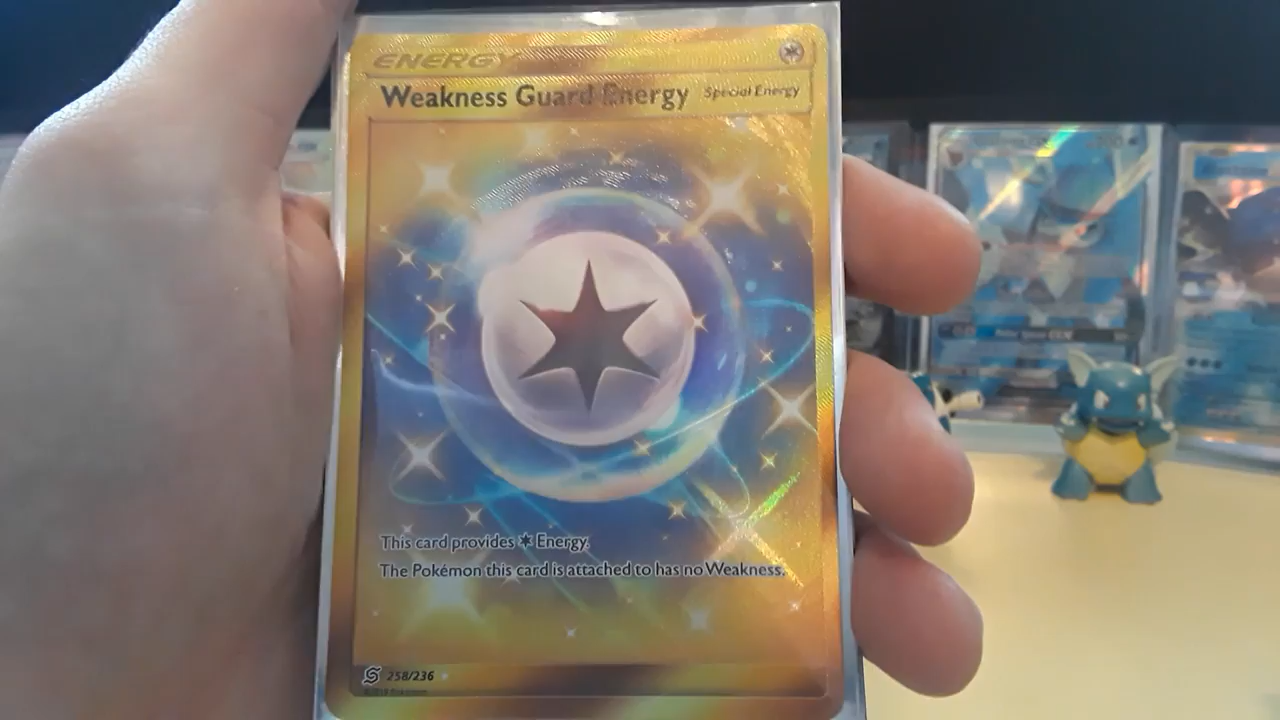 ENERGY
Weakness Guard Energy
Special Energy
This card provides Energy.
The Pokémon this card is attached to has no Weakness.
258/236